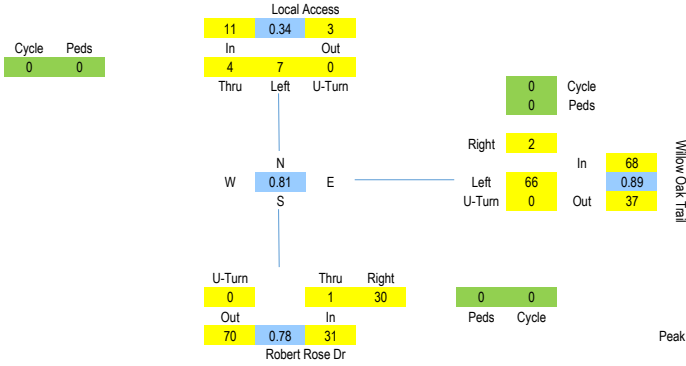 Local Access
11 0.34 3
Cycle Peds In Out
0 0 4 7 0
Thru Left U-Turn
0 Cycle
0 Peds
Right 2
N In 68
W 0.81 E Left 66 0.89
S U-Turn 0 Out 37
Willow Oak Trail
U-Turn Thru Right
0 1 30 0 0
Out In Peds Cycle
70 0.78 31
Peak
Robert Rose Dr